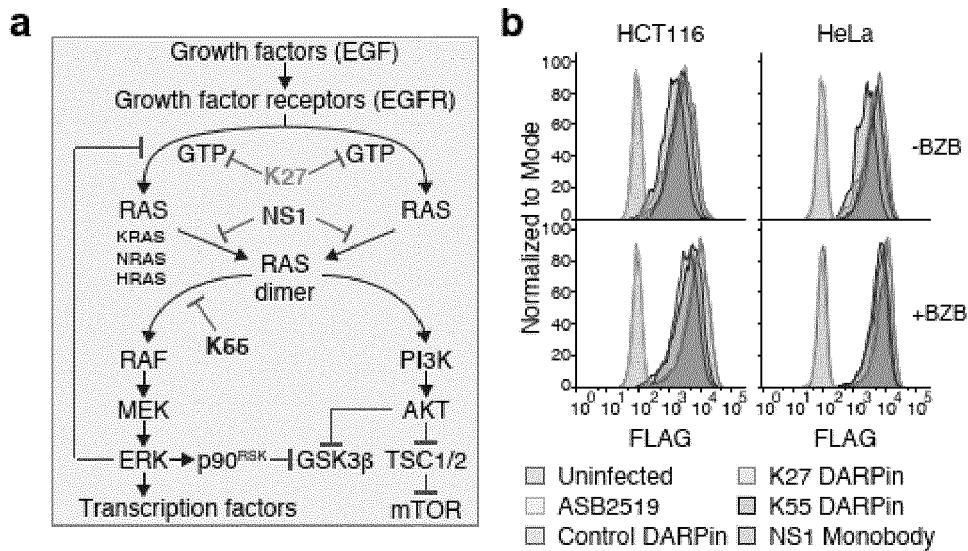 a
Growth factors (EGF)
Growth factor receptors (EGFR)
GTP GTP
K27
RAS NS1 RAS
KRAS
NRAS
HRAS
RAS
dimer
K55
RAF PI3K
MEK AKT
ERK p90RSK GSK3β TSC1/2
Transcription factors mTOR
b
HCT116 HeLa
Normalized to Mode
100
80
60
40
20
0
-BZB
100
80
60
40
20
0
+BZB
10^0 10^1 10^2 10^3 10^4 10^5 10^0 10^1 10^2 10^3 10^4 10^5
FLAG FLAG
Uninfected K27 DARPin
ASB2519 K55 DARPin
Control DARPin NS1 Monobody